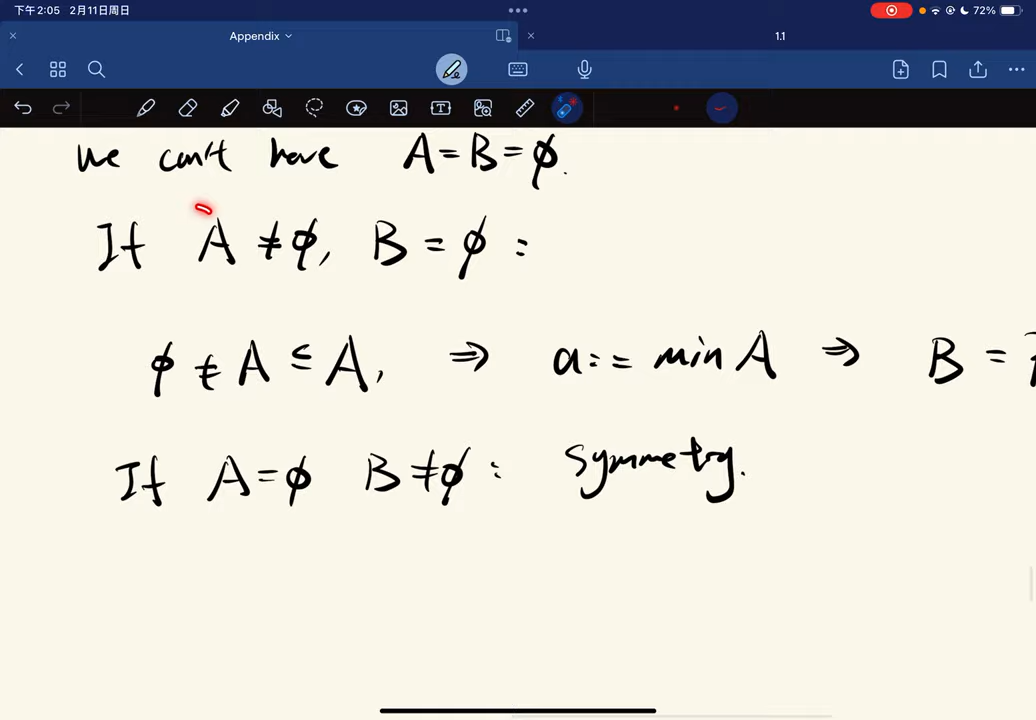 下午2:05 2月11日周日
72%
Appendix
1.1
We can't have A = B = ϕ.
If A ≠ ϕ, B = ϕ :
ϕ ≠ A ⊆ A, ⇒ a := min A ⇒ B =
If A = ϕ B ≠ ϕ : symmetry.